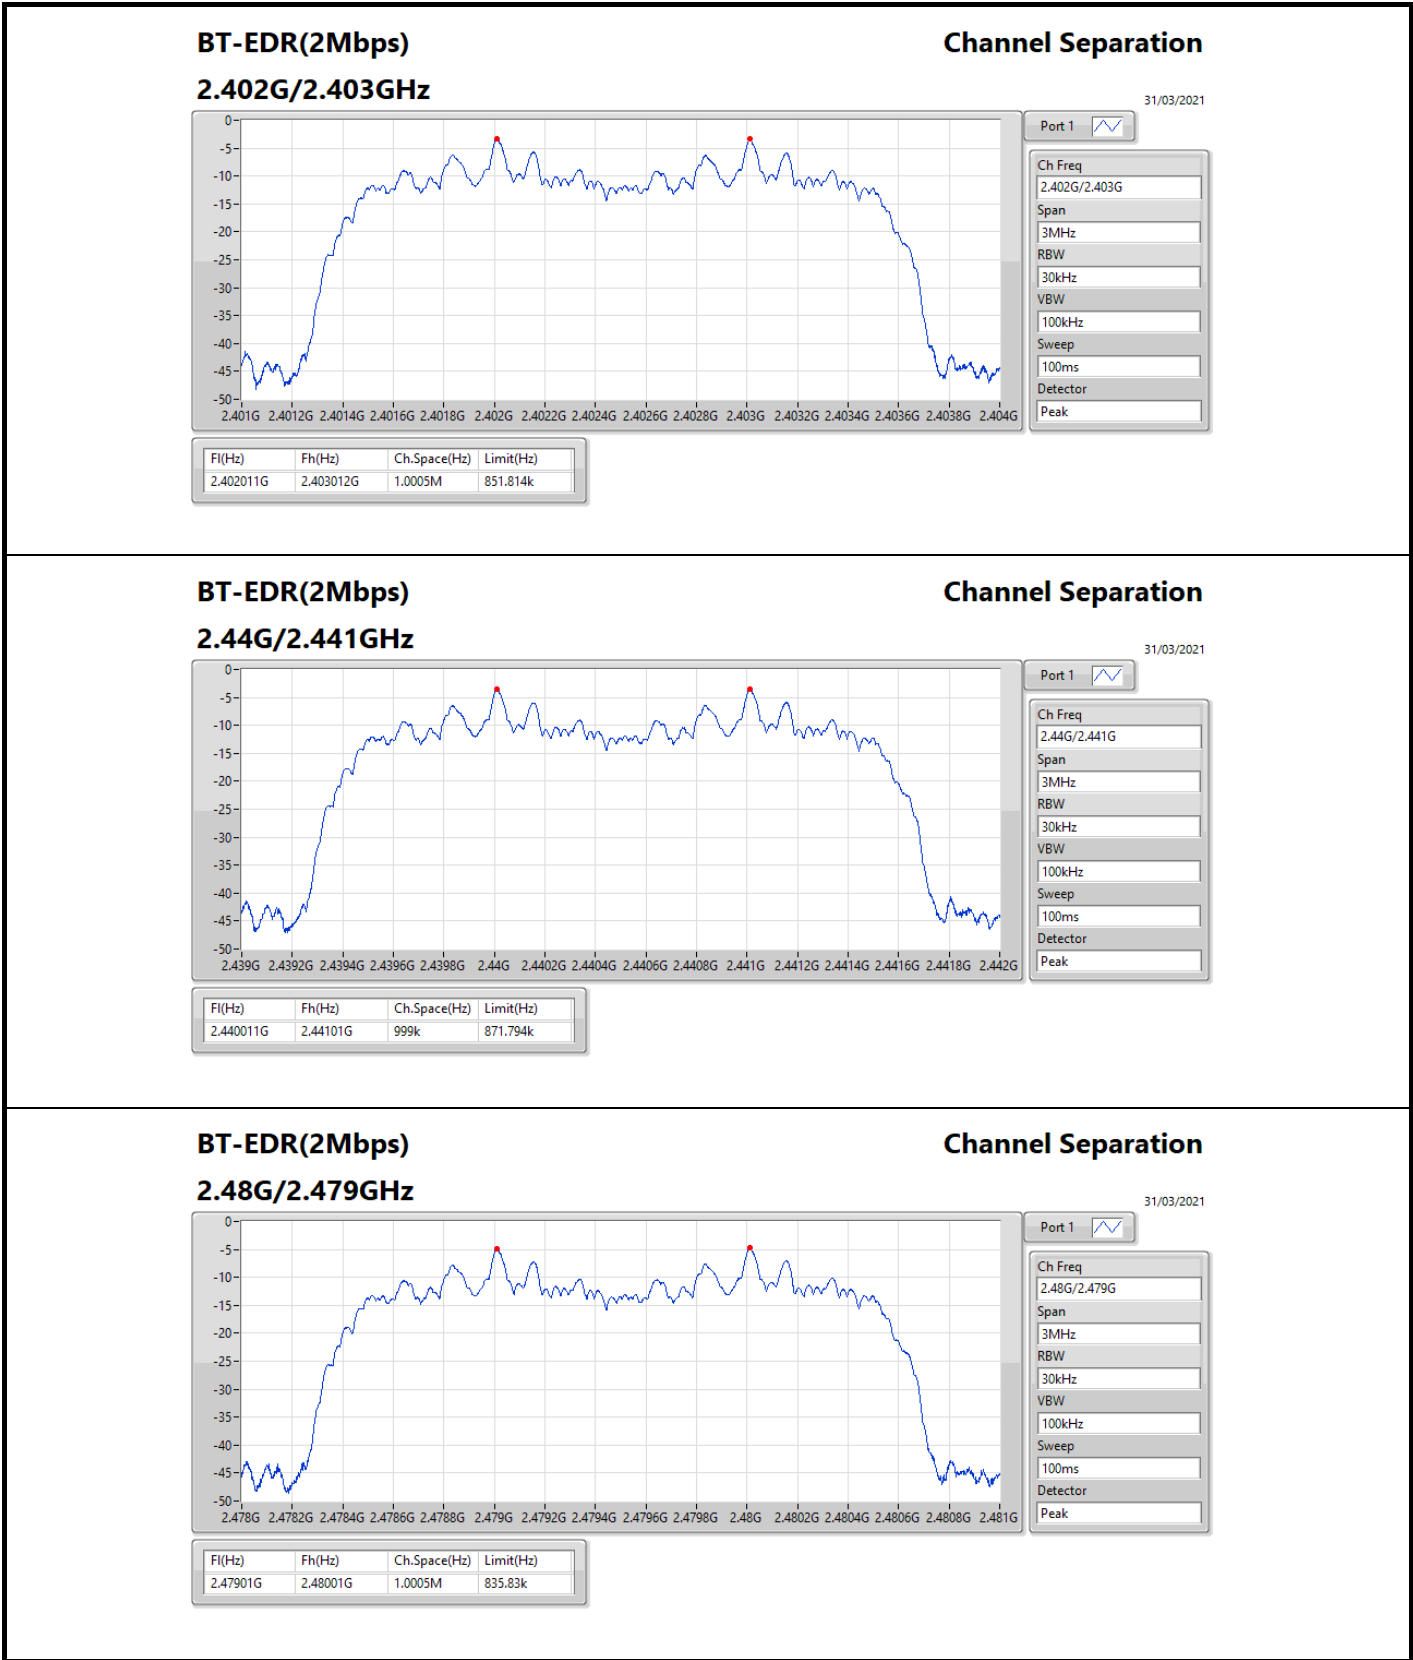 BT-EDR(2Mbps) Channel Separation
2.402G/2.403GHz
31/03/2021
Port 1
0
-5
-10
-15
-20
-25
-30
-35
-40
-45
-50
2.401G 2.4012G 2.4014G 2.4016G 2.4018G 2.402G 2.4022G 2.4024G 2.4026G 2.4028G 2.403G 2.4032G 2.4034G 2.4036G 2.4038G 2.404G
Ch Freq
2.402G/2.403G
Span
3MHz
RBW
30kHz
VBW
100kHz
Sweep
100ms
Detector
Peak
Fl(Hz) Fh(Hz) Ch.Space(Hz) Limit(Hz)
2.402011G 2.403012G 1.0005M 851.814k
BT-EDR(2Mbps) Channel Separation
2.44G/2.441GHz
31/03/2021
Port 1
0
-5
-10
-15
-20
-25
-30
-35
-40
-45
-50
2.439G 2.4392G 2.4394G 2.4396G 2.4398G 2.44G 2.4402G 2.4404G 2.4406G 2.4408G 2.441G 2.4412G 2.4414G 2.4416G 2.4418G 2.442G
Ch Freq
2.44G/2.441G
Span
3MHz
RBW
30kHz
VBW
100kHz
Sweep
100ms
Detector
Peak
Fl(Hz) Fh(Hz) Ch.Space(Hz) Limit(Hz)
2.440011G 2.44101G 999k 871.794k
BT-EDR(2Mbps) Channel Separation
2.48G/2.479GHz
31/03/2021
Port 1
0
-5
-10
-15
-20
-25
-30
-35
-40
-45
-50
2.478G 2.4782G 2.4784G 2.4786G 2.4788G 2.479G 2.4792G 2.4794G 2.4796G 2.4798G 2.48G 2.4802G 2.4804G 2.4806G 2.4808G 2.481G
Ch Freq
2.48G/2.479G
Span
3MHz
RBW
30kHz
VBW
100kHz
Sweep
100ms
Detector
Peak
Fl(Hz) Fh(Hz) Ch.Space(Hz) Limit(Hz)
2.47901G 2.48001G 1.0005M 835.83k